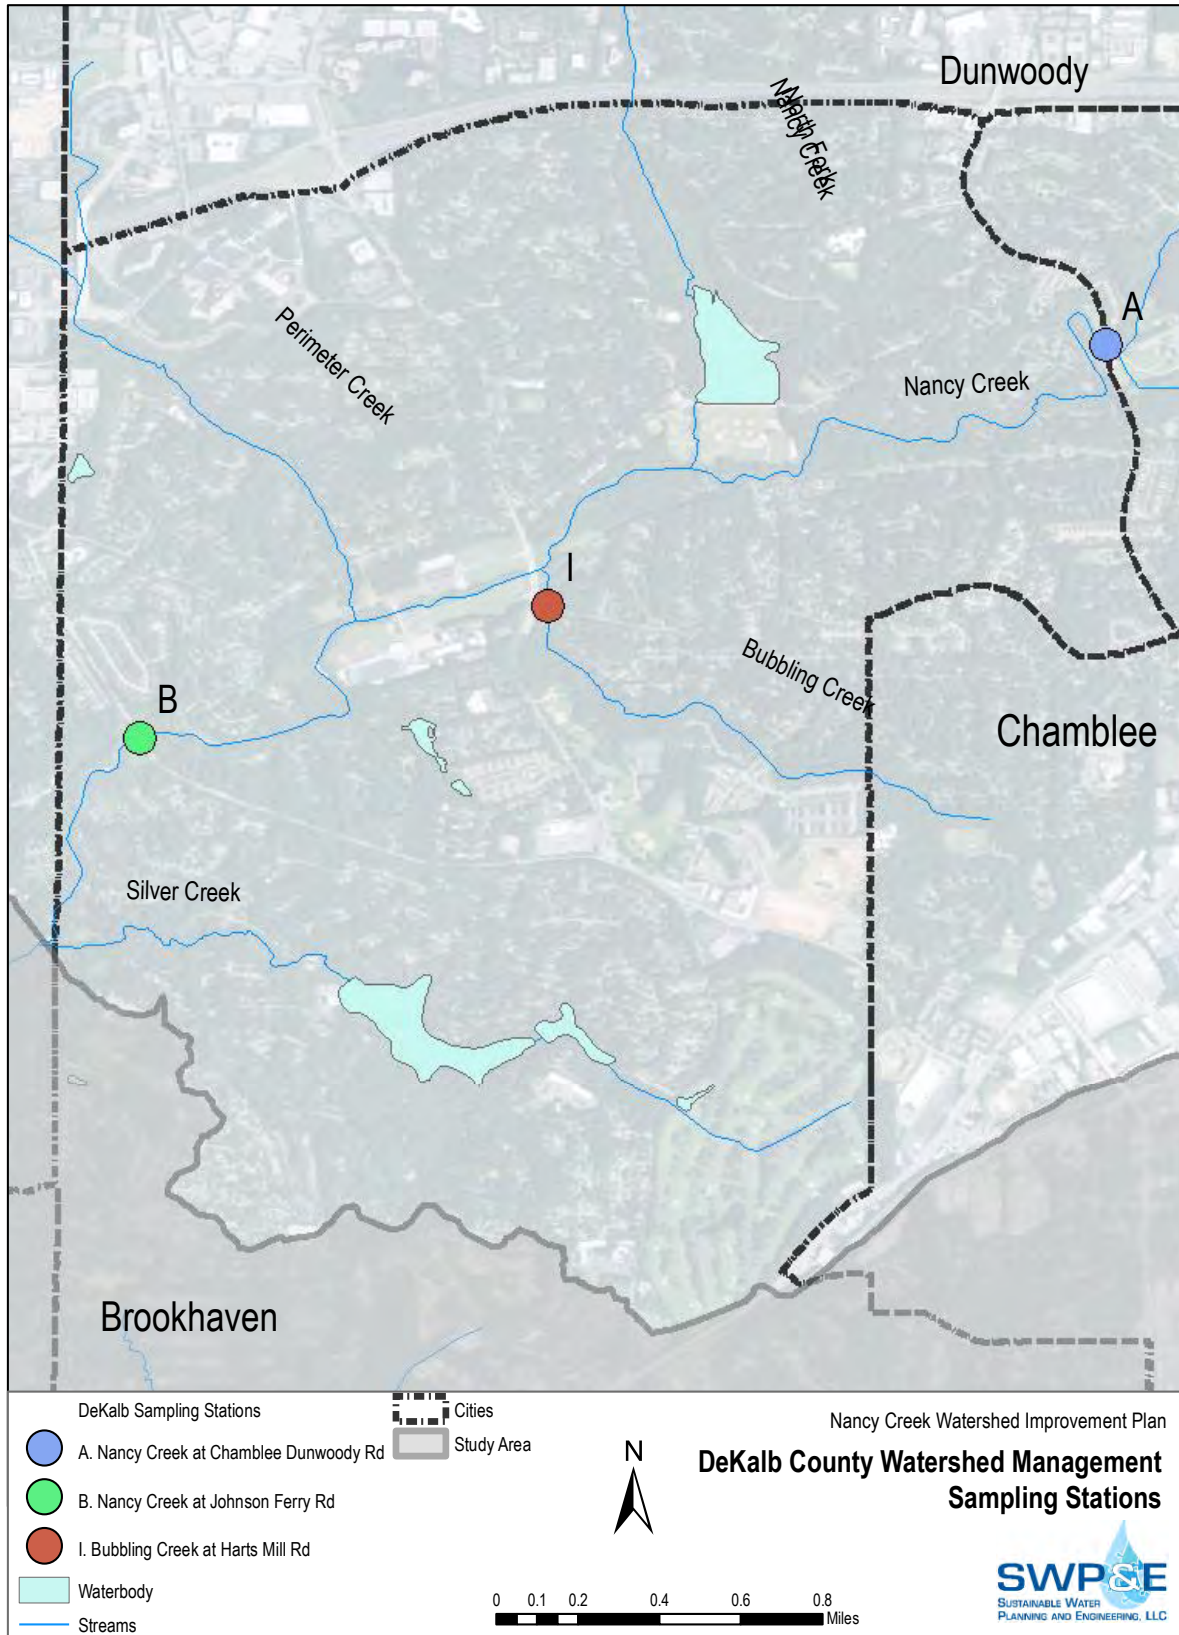 Dunwoody
North Fork
Nancy Creek
A
Perimeter Creek
Nancy Creek
I
Bubbling Creek
B
Chamblee
Silver Creek
Brookhaven
DeKalb Sampling Stations
A. Nancy Creek at Chamblee Dunwoody Rd
B. Nancy Creek at Johnson Ferry Rd
I. Bubbling Creek at Harts Mill Rd
Waterbody
Streams
Cities
Study Area
N
0 0.1 0.2 0.4 0.6 0.8
Miles
Nancy Creek Watershed Improvement Plan
DeKalb County Watershed Management
Sampling Stations
SWP&E
SUSTAINABLE WATER
PLANNING AND ENGINEERING, LLC